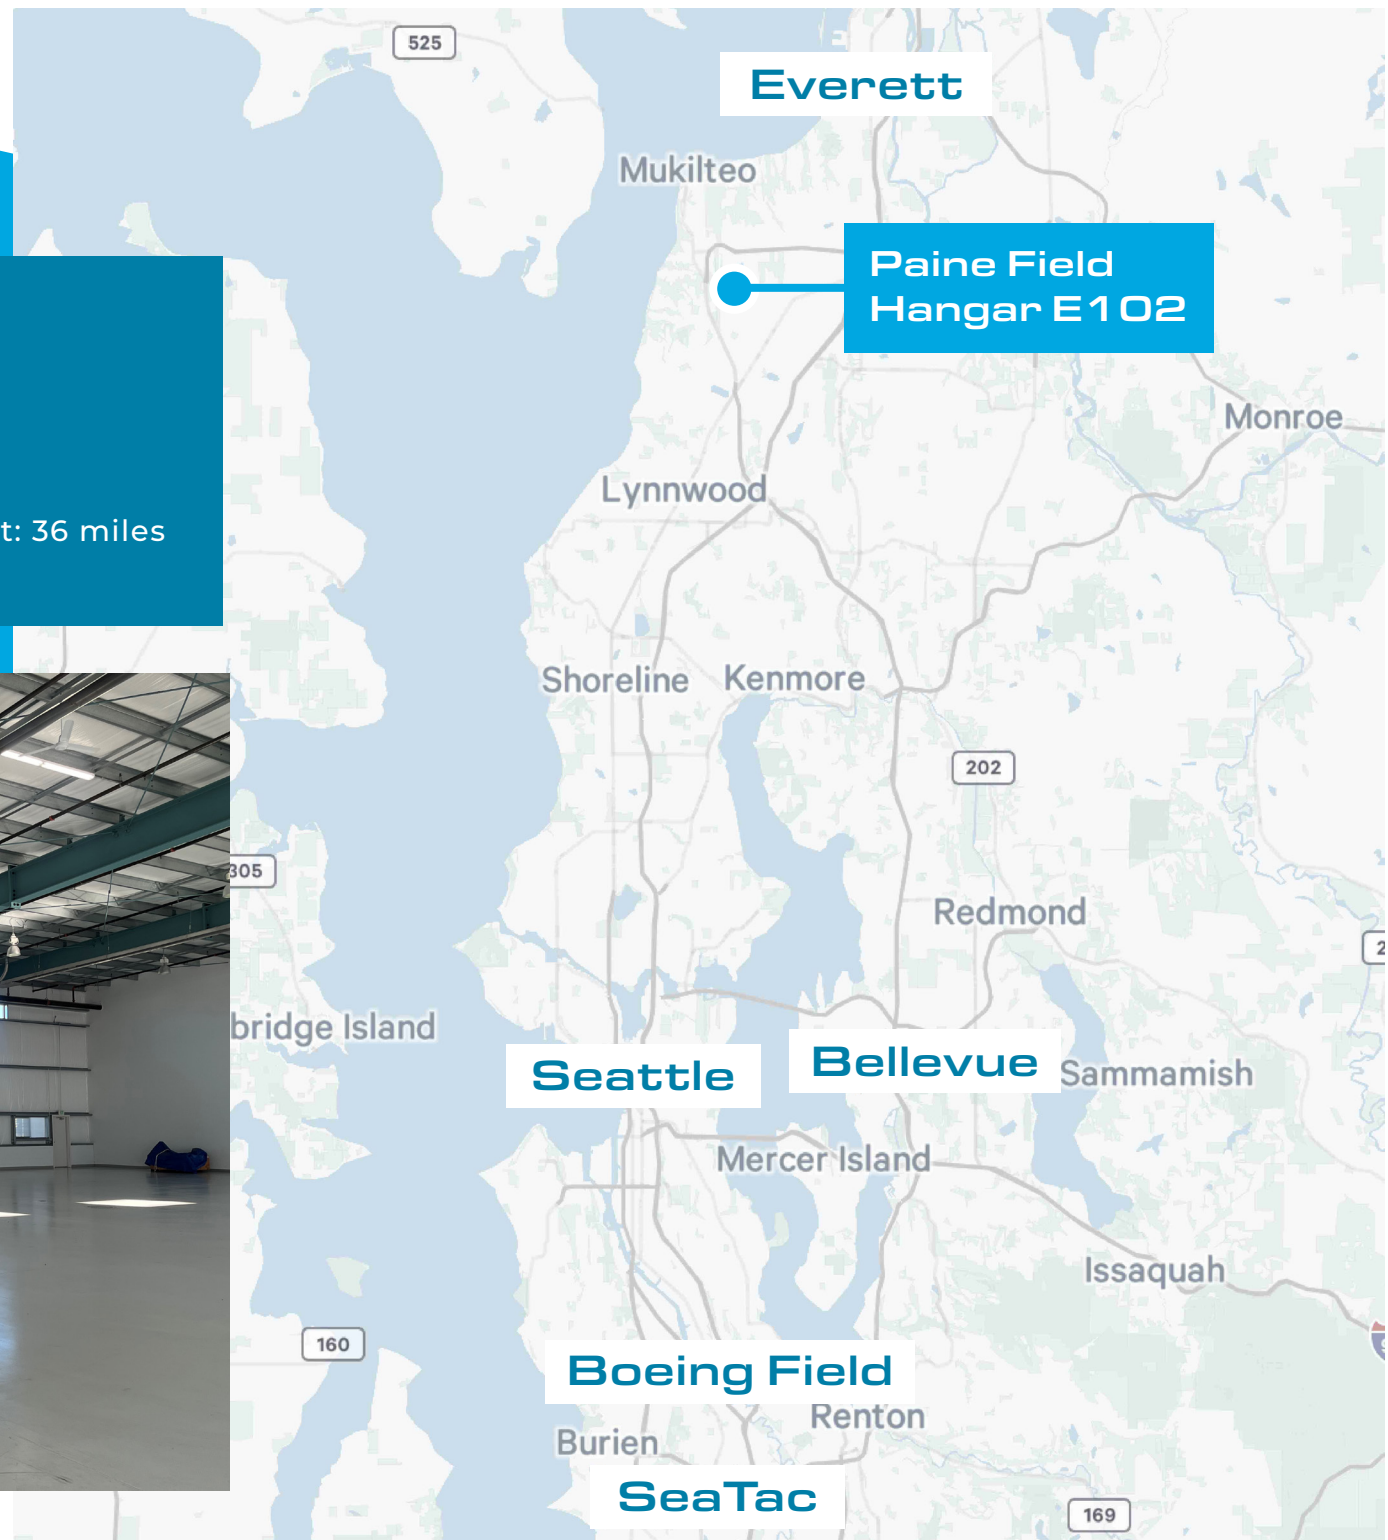 525
Everett
Mukilteo
Paine Field
Hangar E102
Monroe
Lynnwood
t: 36 miles
Shoreline
Kenmore
202
305
Redmond
2
bridge Island
Seattle
Bellevue
Sammamish
Mercer Island
Issaquah
160
Boeing Field
Renton
Burien
SeaTac
169